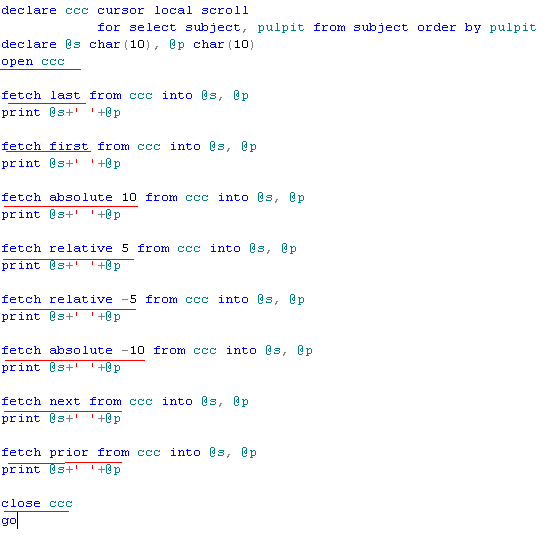 declare ccc cursor local scroll
for select subject, pulpit from subject order by pulpit
declare @s char(10), @p char(10)
open ccc
fetch last from ccc into @s, @p
print @s+' '+@p
fetch first from ccc into @s, @p
print @s+' '+@p
fetch absolute 10 from ccc into @s, @p
print @s+' '+@p
fetch relative 5 from ccc into @s, @p
print @s+' '+@p
fetch relative -5 from ccc into @s, @p
print @s+' '+@p
fetch absolute -10 from ccc into @s, @p
print @s+' '+@p
fetch next from ccc into @s, @p
print @s+' '+@p
fetch prior from ccc into @s, @p
print @s+' '+@p
close ccc
go